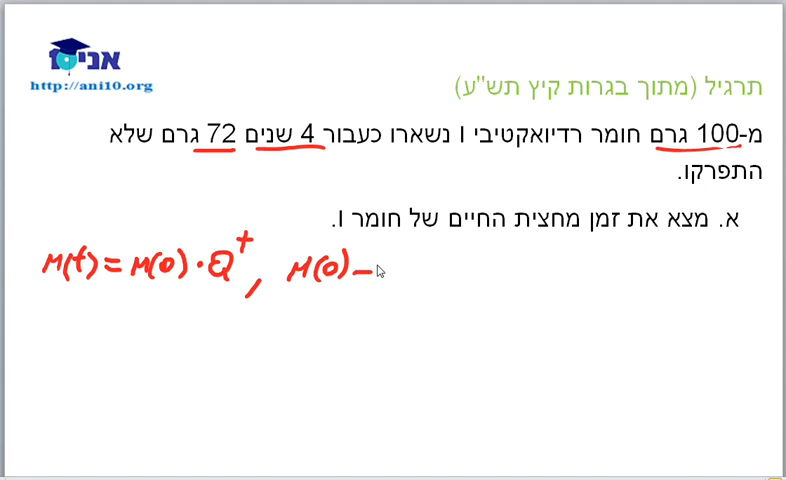 אני10
http://ani10.org
תרגיל (מתוך בגרות קיץ תש"ע)
מ-100 גרם חומר רדיואקטיבי I נשארו כעבור 4 שנים 72 גרם שלא
התפרקו.
א. מצא את זמן מחצית החיים של חומר I.
M(t) = M(0) · Q^t , M(0) -